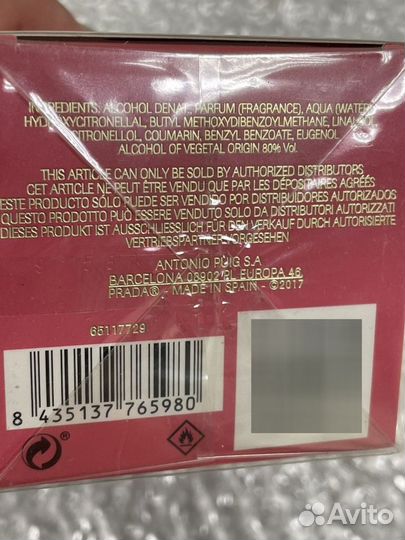 INGREDIENTS: ALCOHOL DENAT., PARFUM (FRAGRANCE), AQUA (WATER),
HYDROXYCITRONELLAL, BUTYL METHOXYDIBENZOYLMETHANE, LINALOOL,
CITRONELLOL, COUMARIN, BENZYL BENZOATE, EUGENOL
ALCOHOL OF VEGETAL ORIGIN 80% Vol.
THIS ARTICLE CAN ONLY BE SOLD BY AUTHORIZED DISTRIBUTORS
CET ARTICLE NE PEUT ÊTRE VENDU QUE PAR LES DÉPOSITAIRES AGRÉÉS
ESTE PRODUCTO SÓLO PUEDE SER VENDIDO POR DISTRIBUIDORES AUTORIZADOS
QUESTO PRODOTTO PUÒ ESSERE VENDUTO SOLO DA DISTRIBUTORI AUTORIZZATI
DIESES PRODUKT IST AUSSCHLIESSLICH FÜR DEN VERKAUF DURCH AUTORISIERTE
VERTRIEBSPARTNER VORGESEHEN
ANTONIO PUIG S.A
BARCELONA 08902 PL.EUROPA 46
PRADA® - MADE IN SPAIN - ©2017
65117729
8 435137 765980
Avito